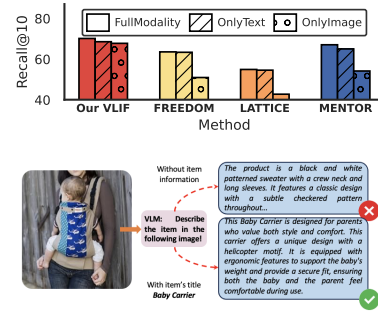 80
60
40
Recall@10
FullModality
OnlyText
OnlyImage
Our VLIF
FREEDOM
LATTICE
MENTOR
Method
Without item
information
VLM: Describe
the item in the
following image!
With item's title
Baby Carrier
The product is a black and white
patterned sweater with a crew neck and
long sleeves. It features a classic design
with a subtle checkered pattern
throughout...
This Baby Carrier is designed for parents
who value both style and comfort. This
carrier offers a unique design with a
helicopter motif. It is equipped with
ergonomic features to support the baby's
weight and provide a secure fit, ensuring
both the baby and the parent feel
comfortable during use.